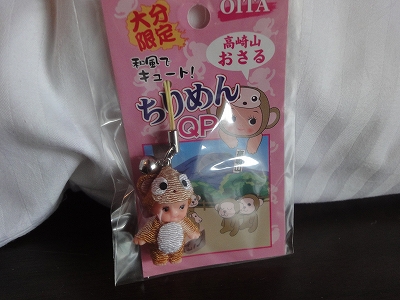 OITA
大分
限定
和風で
キュート!
高崎山
おさる
ちりめん
QP